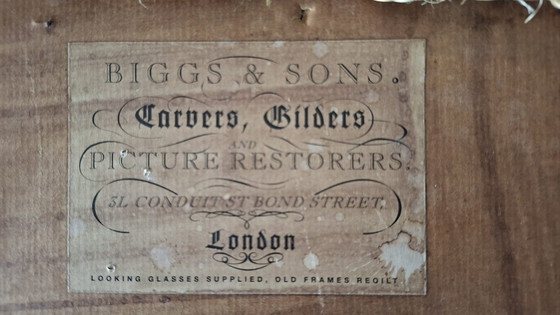 BIGGS & SONS.
Carvers, Gilders
AND
PICTURE RESTORERS.
31, CONDUIT ST BOND STREET,
London
LOOKING GLASSES SUPPLIED, OLD FRAMES REGILT